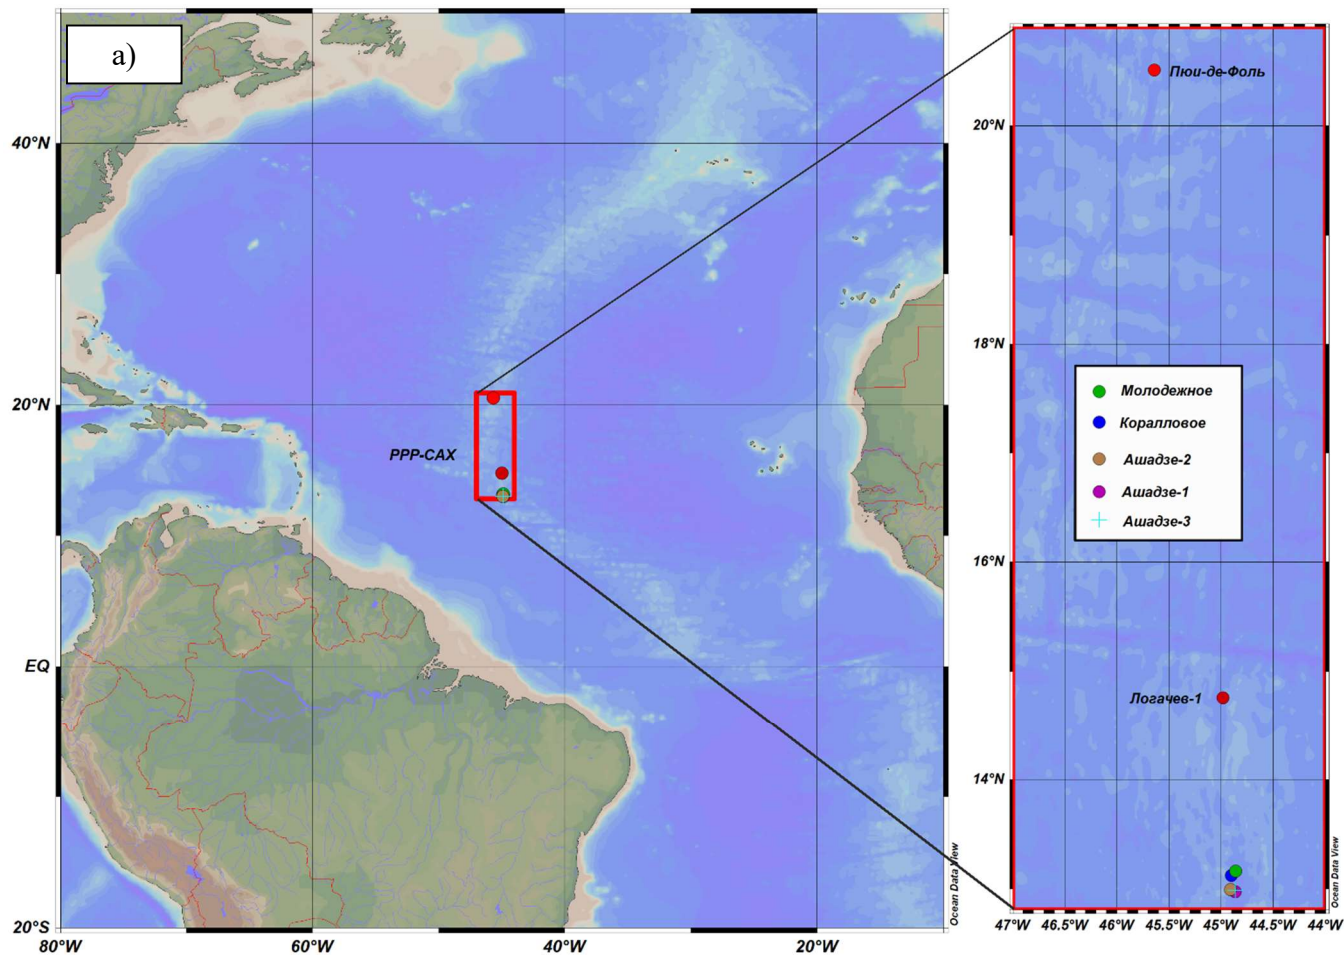 a)
40°N
20°N
EQ
20°S
80°W
60°W
40°W
20°W
РРР-САХ
Ocean Data View
Пюи-де-Фоль
20°N
18°N
16°N
14°N
Молодежное
Коралловое
Ашадзе-2
Ашадзе-1
Ашадзе-3
Логачев-1
47°W
46.5°W
46°W
45.5°W
45°W
44.5°W
44°W
Ocean Data View